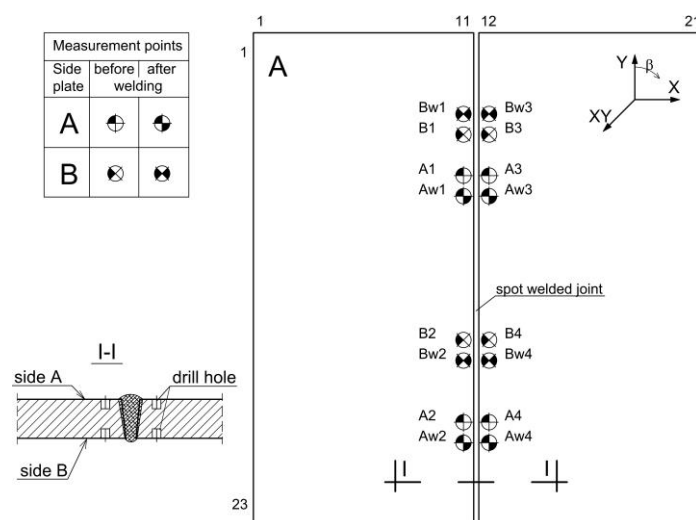 Measurement points
Side plate
before
after
welding
A
B
1
11
12
21
1
A
Y
β
X
XY
Bw1
Bw3
B1
B3
A1
A3
Aw1
Aw3
spot welded joint
B2
B4
Bw2
Bw4
A2
A4
Aw2
Aw4
I
I
23
I-I
side A
drill hole
side B